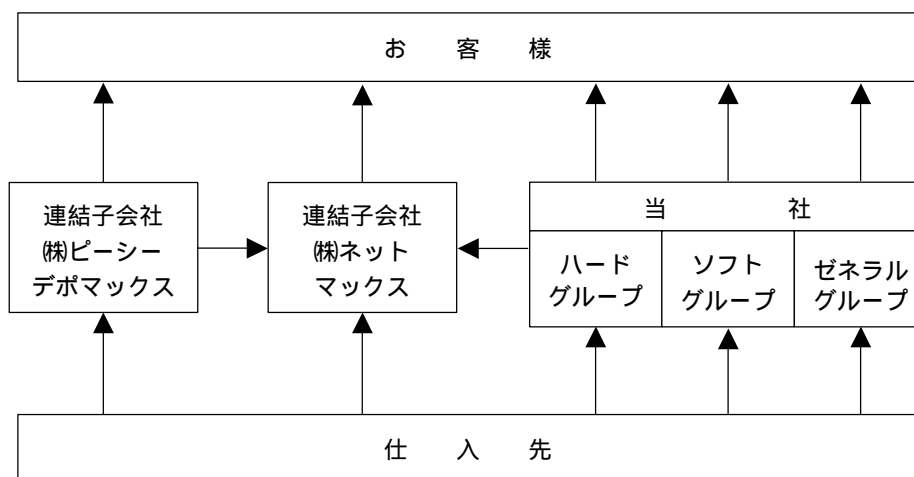 お客様
連結子会社
㈱ピーシー
デポマックス
連結子会社
㈱ネット
マックス
当社
ハード
グループ
ソフト
グループ
ゼネラル
グループ
仕入先